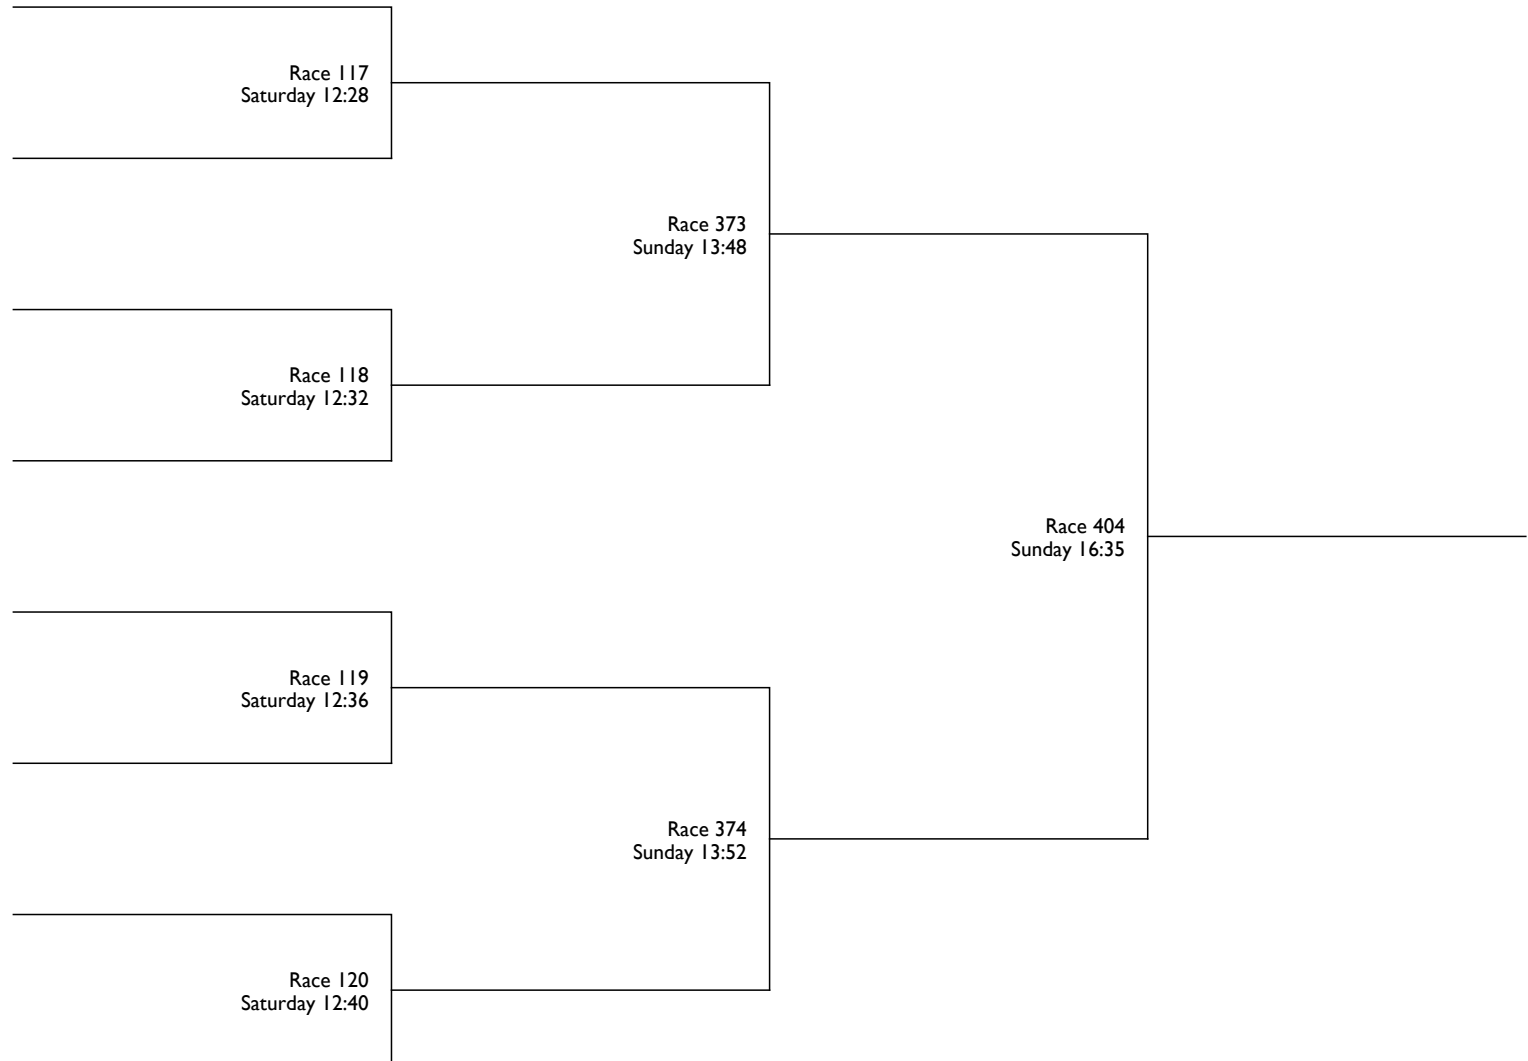 Race 117
Saturday 12:28
Race 373
Sunday 13:48
Race 118
Saturday 12:32
Race 404
Sunday 16:35
Race 119
Saturday 12:36
Race 374
Sunday 13:52
Race 120
Saturday 12:40